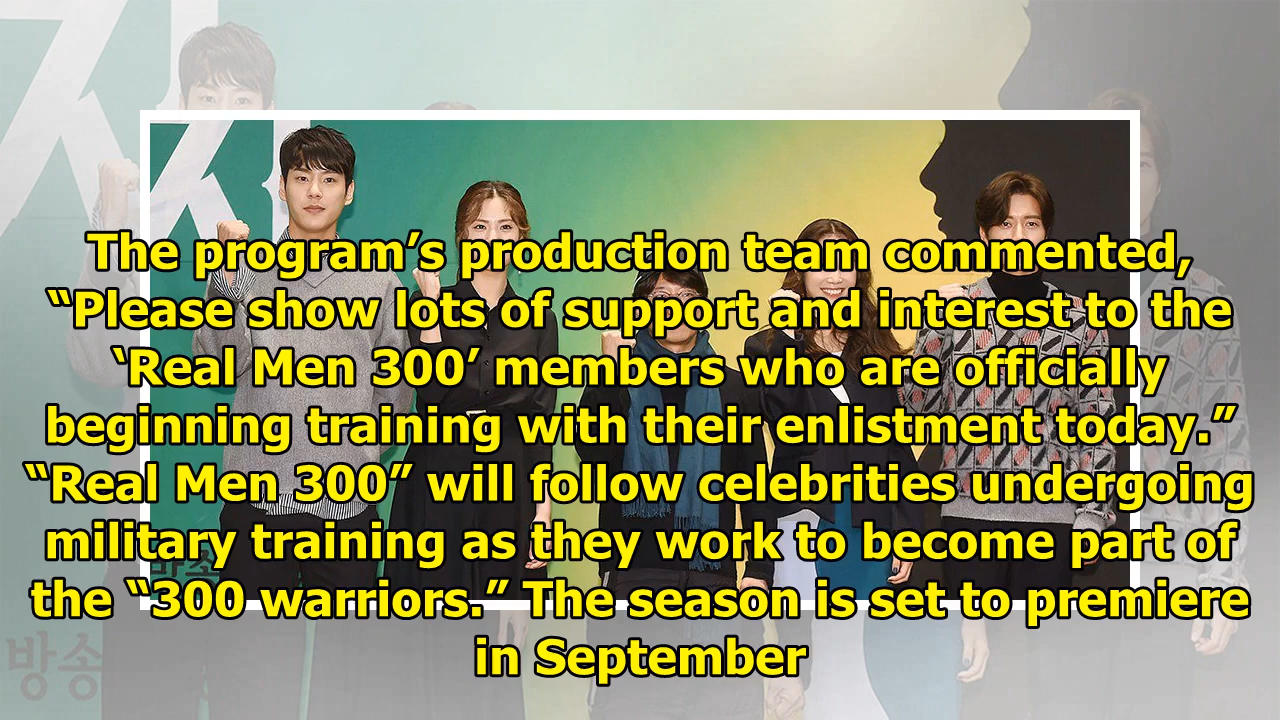 The program’s production team commented,
“Please show lots of support and interest to the
‘Real Men 300’ members who are officially
beginning training with their enlistment today.”
“Real Men 300” will follow celebrities undergoing
military training as they work to become part of
the “300 warriors.” The season is set to premiere
in September
방송